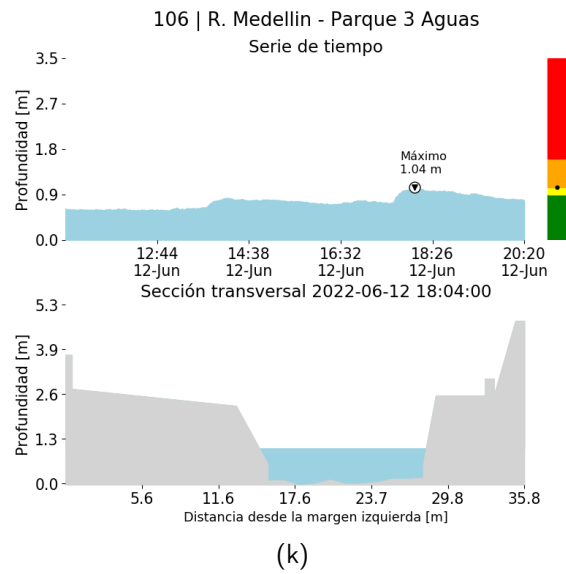 106 | R. Medellin - Parque 3 Aguas
Serie de tiempo
Profundidad [m]
3.5
2.7
1.8
0.9
0.0
Máximo
1.04 m
12:44 14:38 16:32 18:26 20:20
12-Jun 12-Jun 12-Jun 12-Jun 12-Jun
Sección transversal 2022-06-12 18:04:00
Profundidad [m]
5.3
3.9
2.6
1.3
0.0
5.6 11.6 17.6 23.7 29.8 35.8
Distancia desde la margen izquierda [m]
(k)